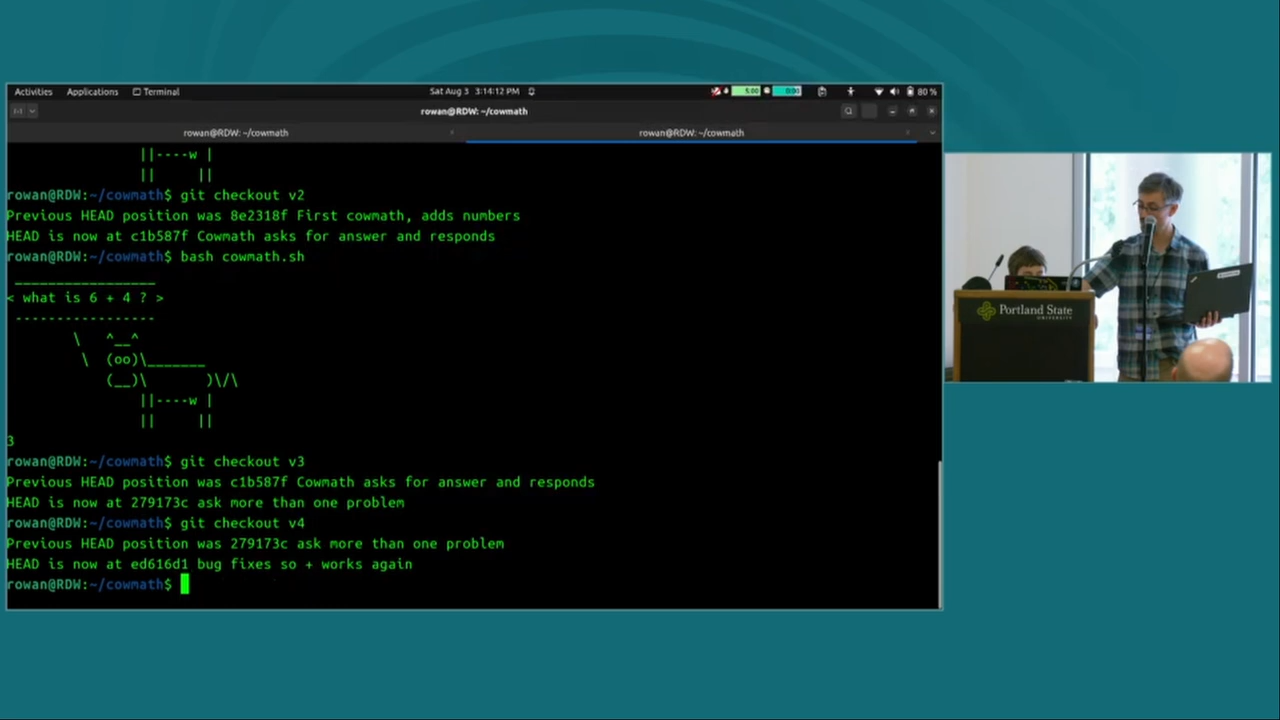 Activities Applications Terminal Sat Aug 3 3:14:12 PM 5:00 0:00 80 %
rowan@RDW: ~/cowmath
rowan@RDW: ~/cowmath rowan@RDW: ~/cowmath
||----w |
|| ||
rowan@RDW:~/cowmath$ git checkout v2
Previous HEAD position was 8e2318f First cowmath, adds numbers
HEAD is now at c1b587f Cowmath asks for answer and responds
rowan@RDW:~/cowmath$ bash cowmath.sh
________________
< what is 6 + 4 ? >
----------------
\ ^__^
\ (oo)\_______
(__)\ )\/\
||----w |
|| ||
3
rowan@RDW:~/cowmath$ git checkout v3
Previous HEAD position was c1b587f Cowmath asks for answer and responds
HEAD is now at 279173c ask more than one problem
rowan@RDW:~/cowmath$ git checkout v4
Previous HEAD position was 279173c ask more than one problem
HEAD is now at ed616d1 bug fixes so + works again
rowan@RDW:~/cowmath$
Portland State
UNIVERSITY